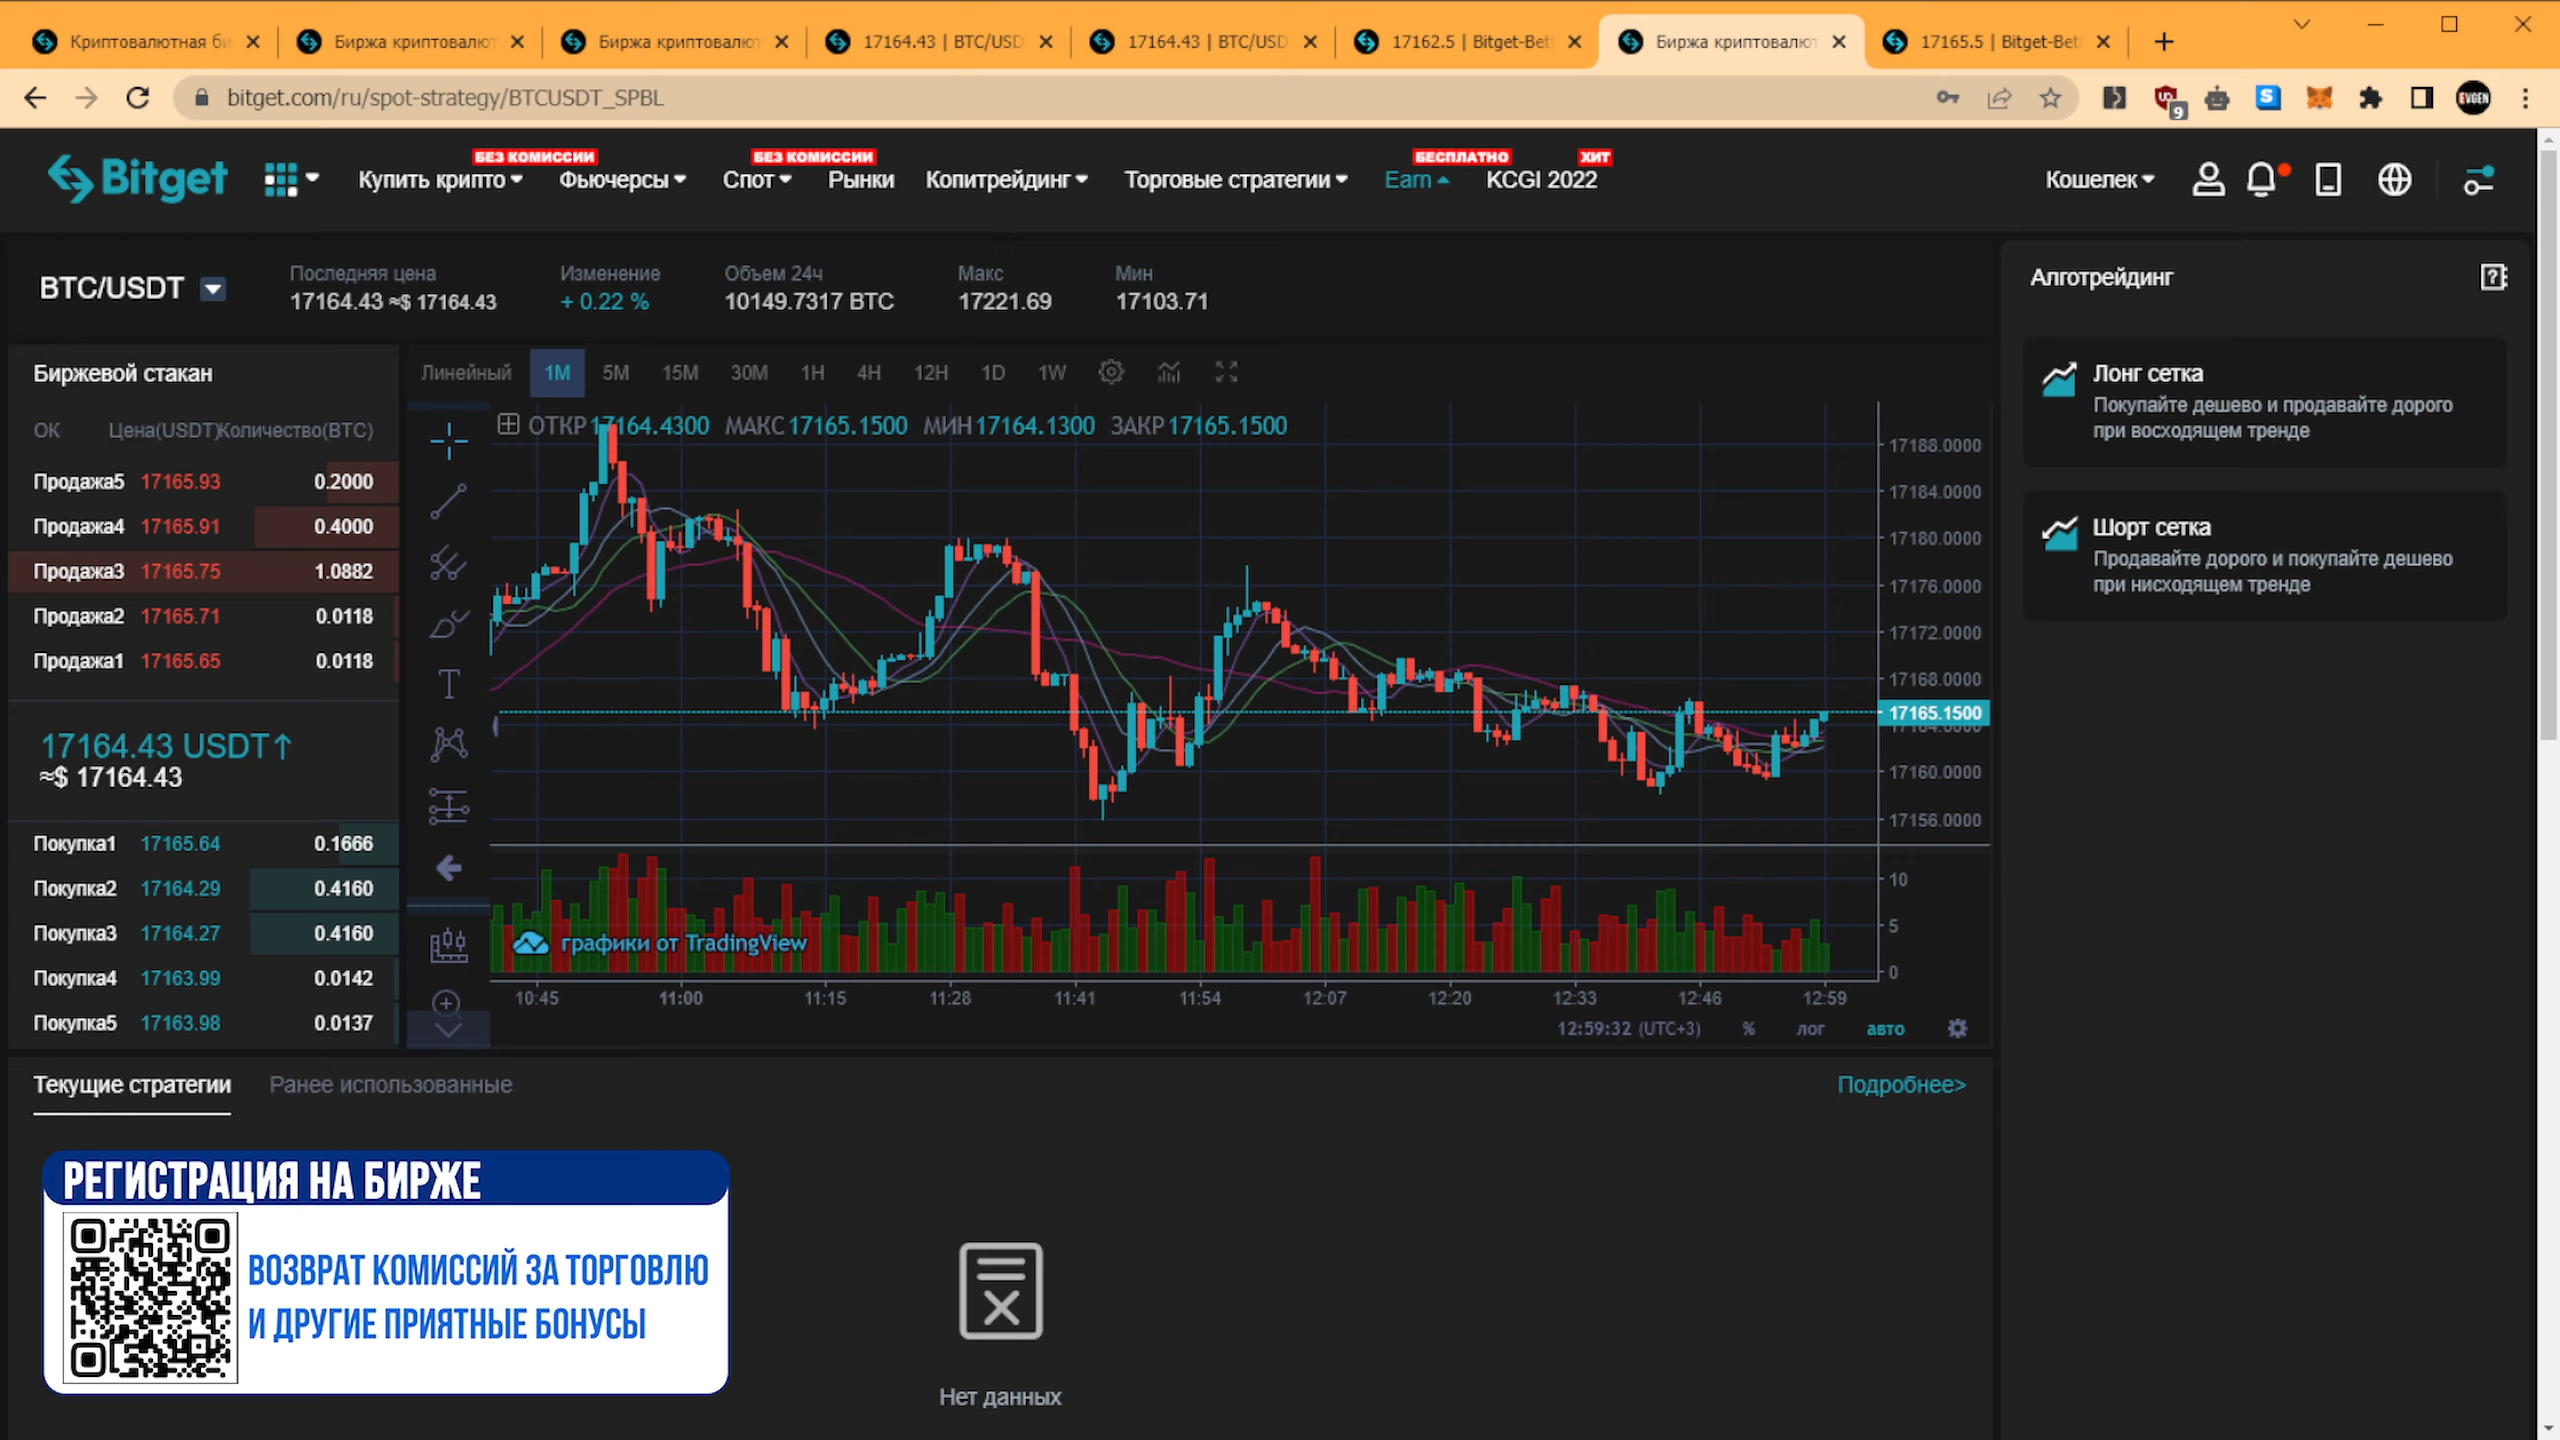 Криптовалютная би
Биржа криптовалют
Биржа криптовалют
17164.43 | BTC/USD
17164.43 | BTC/USD
17162.5 | Bitget-Bet
Биржа криптовалют
17165.5 | Bitget-Bet
bitget.com/ru/spot-strategy/BTCUSDT_SPBL
9
EVGEN
Bitget
Купить крипто
БЕЗ КОМИССИИ
Фьючерсы
БЕЗ КОМИССИИ
Спот
Рынки
Копитрейдинг
Торговые стратегии
БЕСПЛАТНО
Earn
ХИТ
KCGI 2022
Кошелек
BTC/USDT
Последняя цена
17164.43 ≈$ 17164.43
Изменение
+ 0.22 %
Объем 24ч
10149.7317 BTC
Макс
17221.69
Мин
17103.71
Биржевой стакан
ОК Цена(USDT) Количество(BTC)
Продажа5 17165.93 0.2000
Продажа4 17165.91 0.4000
Продажа3 17165.75 1.0882
Продажа2 17165.71 0.0118
Продажа1 17165.65 0.0118
17164.43 USDT↑
≈$ 17164.43
Покупка1 17165.64 0.1666
Покупка2 17164.29 0.4160
Покупка3 17164.27 0.4160
Покупка4 17163.99 0.0142
Покупка5 17163.98 0.0137
Линейный 1M 5M 15M 30M 1H 4H 12H 1D 1W
ОТКР 17164.4300 МАКС 17165.1500 МИН 17164.1300 ЗАКР 17165.1500
17188.0000
17184.0000
17180.0000
17176.0000
17172.0000
17168.0000
17165.1500
17164.0000
17160.0000
17156.0000
10
5
0
графики от TradingView
10:45 11:00 11:15 11:28 11:41 11:54 12:07 12:20 12:33 12:46 12:59
12:59:32 (UTC+3) % лог авто
Алготрейдинг
Лонг сетка
Покупайте дешево и продавайте дорого
при восходящем тренде
Шорт сетка
Продавайте дорого и покупайте дешево
при нисходящем тренде
Текущие стратегии
Ранее использованные
Подробнее>
РЕГИСТРАЦИЯ НА БИРЖЕ
ВОЗВРАТ КОМИССИЙ ЗА ТОРГОВЛЮ
И ДРУГИЕ ПРИЯТНЫЕ БОНУСЫ
Нет данных